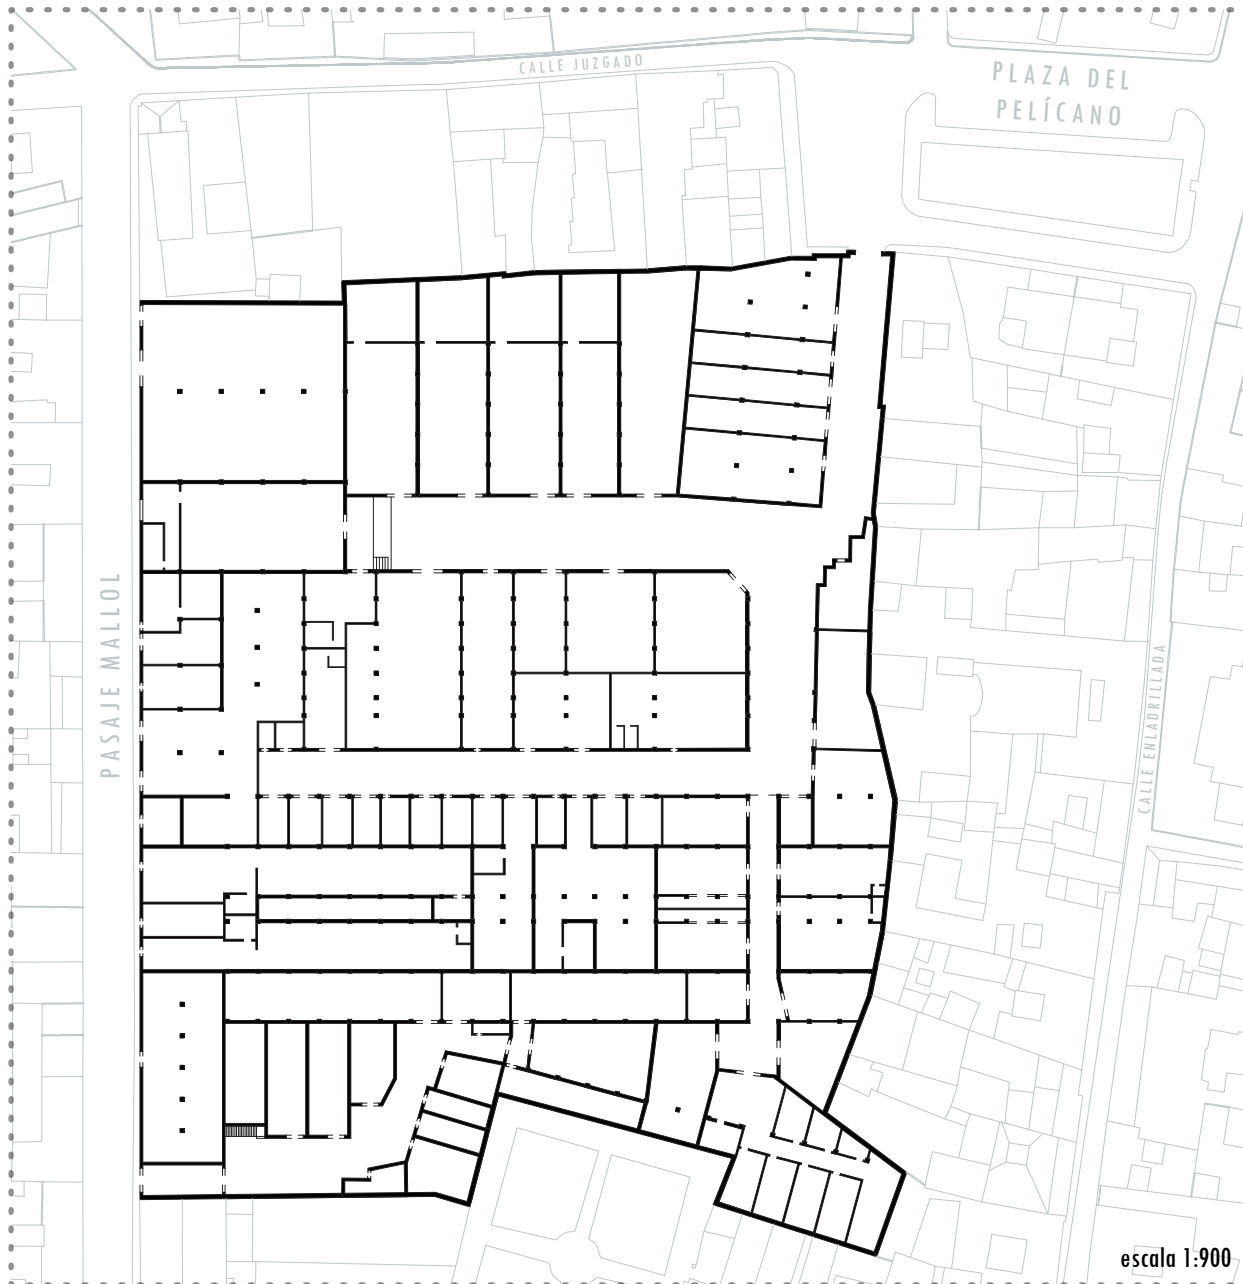 CALLE JUZGADO
PLAZA DEL
PELÍCANO
PASAJE MALLOL
CALLE ENLADRILLADA
escala 1:900